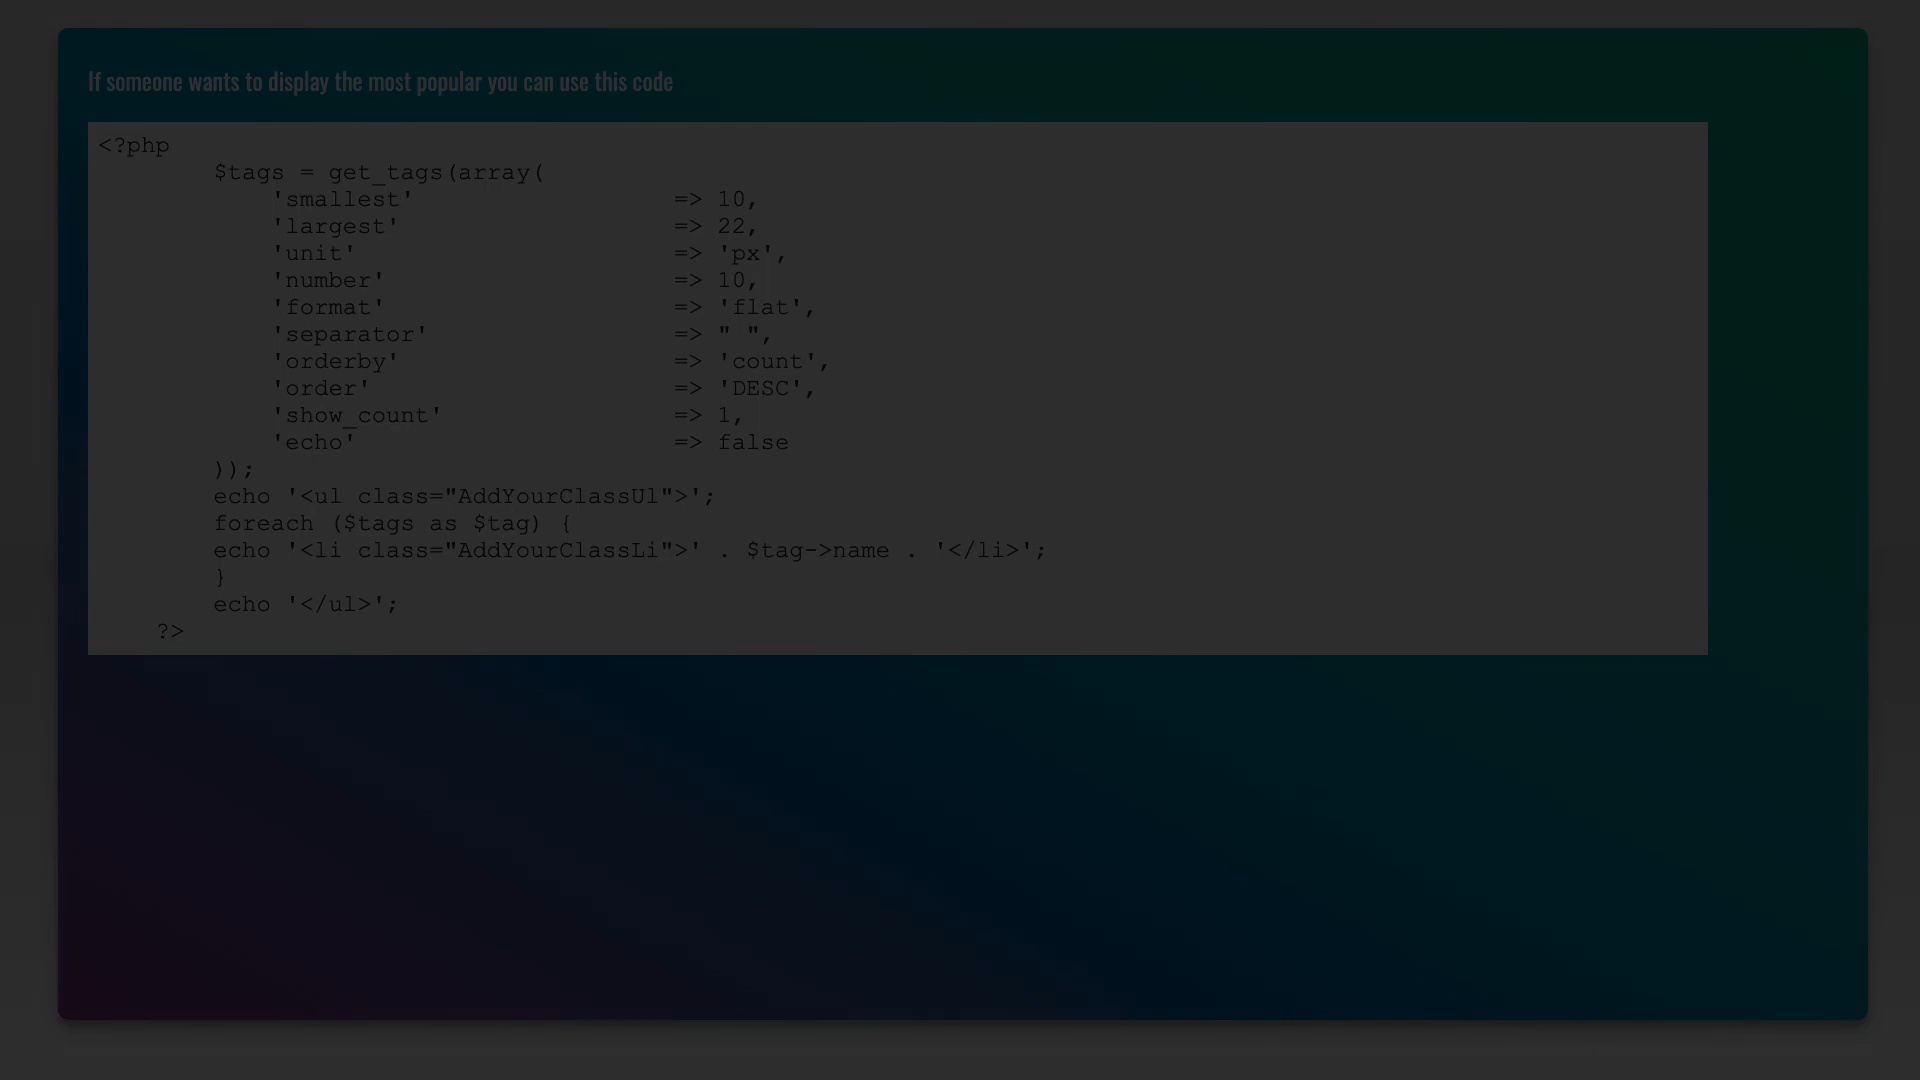 If someone wants to display the most popular you can use this code
<?php
        $tags = get_tags(array(
            'smallest'                  => 10,
            'largest'                   => 22,
            'unit'                      => 'px',
            'number'                    => 10,
            'format'                    => 'flat',
            'separator'                 => " ",
            'orderby'                   => 'count',
            'order'                     => 'DESC',
            'show_count'                => 1,
            'echo'                      => false
        ));
        echo '<ul class="AddYourClassUl">';
        foreach ($tags as $tag) {
        echo '<li class="AddYourClassLi">' . $tag->name . '</li>';
        }
        echo '</ul>';
    ?>